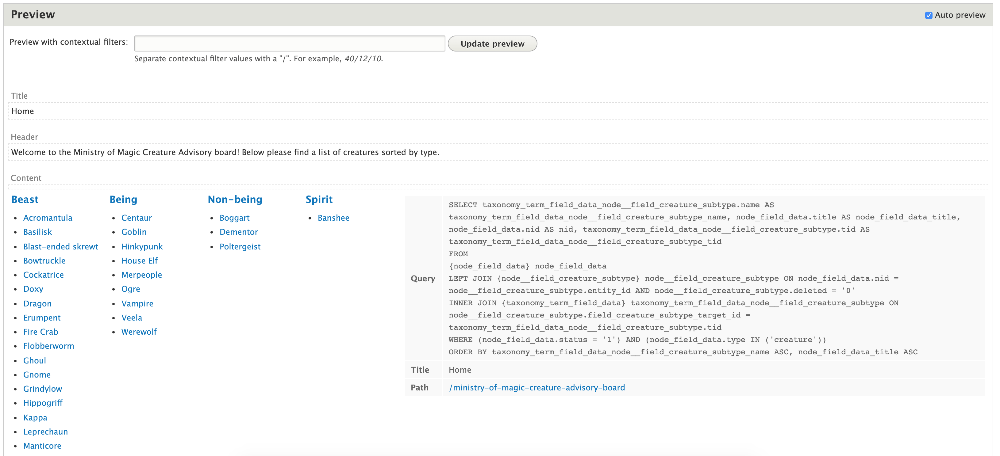 Preview
Auto preview
Preview with contextual filters:
Update preview
Separate contextual filter values with a "/". For example, 40/12/10.
Title
Home
Header
Welcome to the Ministry of Magic Creature Advisory board! Below please find a list of creatures sorted by type.
Content
Beast
Acromantula
Basilisk
Blast-ended skrewt
Bowtruckle
Cockatrice
Doxy
Dragon
Erumpent
Fire Crab
Flobberworm
Ghoul
Gnome
Grindylow
Hippogriff
Kappa
Leprechaun
Manticore
Being
Centaur
Goblin
Hinkypunk
House Elf
Merpeople
Ogre
Vampire
Veela
Werewolf
Non-being
Boggart
Dementor
Poltergeist
Spirit
Banshee
Query
SELECT taxonomy_term_field_data_node__field_creature_subtype.name AS
taxonomy_term_field_data_node__field_creature_subtype_name, node_field_data.title AS node_field_data_title,
node_field_data.nid AS nid, taxonomy_term_field_data_node__field_creature_subtype.tid AS
taxonomy_term_field_data_node__field_creature_subtype_tid
FROM
{node_field_data} node_field_data
LEFT JOIN {node__field_creature_subtype} node__field_creature_subtype ON node_field_data.nid =
node__field_creature_subtype.entity_id AND node__field_creature_subtype.deleted = '0'
INNER JOIN {taxonomy_term_field_data} taxonomy_term_field_data_node__field_creature_subtype ON
node__field_creature_subtype.field_creature_subtype_target_id =
taxonomy_term_field_data_node__field_creature_subtype.tid
WHERE (node_field_data.status = '1') AND (node_field_data.type IN ('creature'))
ORDER BY taxonomy_term_field_data_node__field_creature_subtype_name ASC, node_field_data_title ASC
Title
Home
Path
/ministry-of-magic-creature-advisory-board